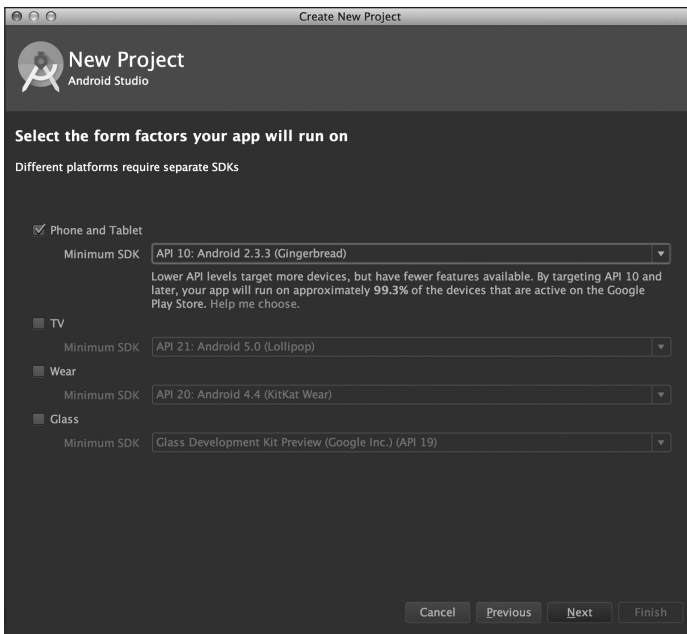 Create New Project
New Project
Android Studio
Select the form factors your app will run on
Different platforms require separate SDKs
Phone and Tablet
Minimum SDK API 10: Android 2.3.3 (Gingerbread)
Lower API levels target more devices, but have fewer features available. By targeting API 10 and
later, your app will run on approximately 99.3% of the devices that are active on the Google
Play Store. Help me choose.
TV
Minimum SDK API 21: Android 5.0 (Lollipop)
Wear
Minimum SDK API 20: Android 4.4 (KitKat Wear)
Glass
Minimum SDK Glass Development Kit Preview (Google Inc.) (API 19)
Cancel Previous Next Finish